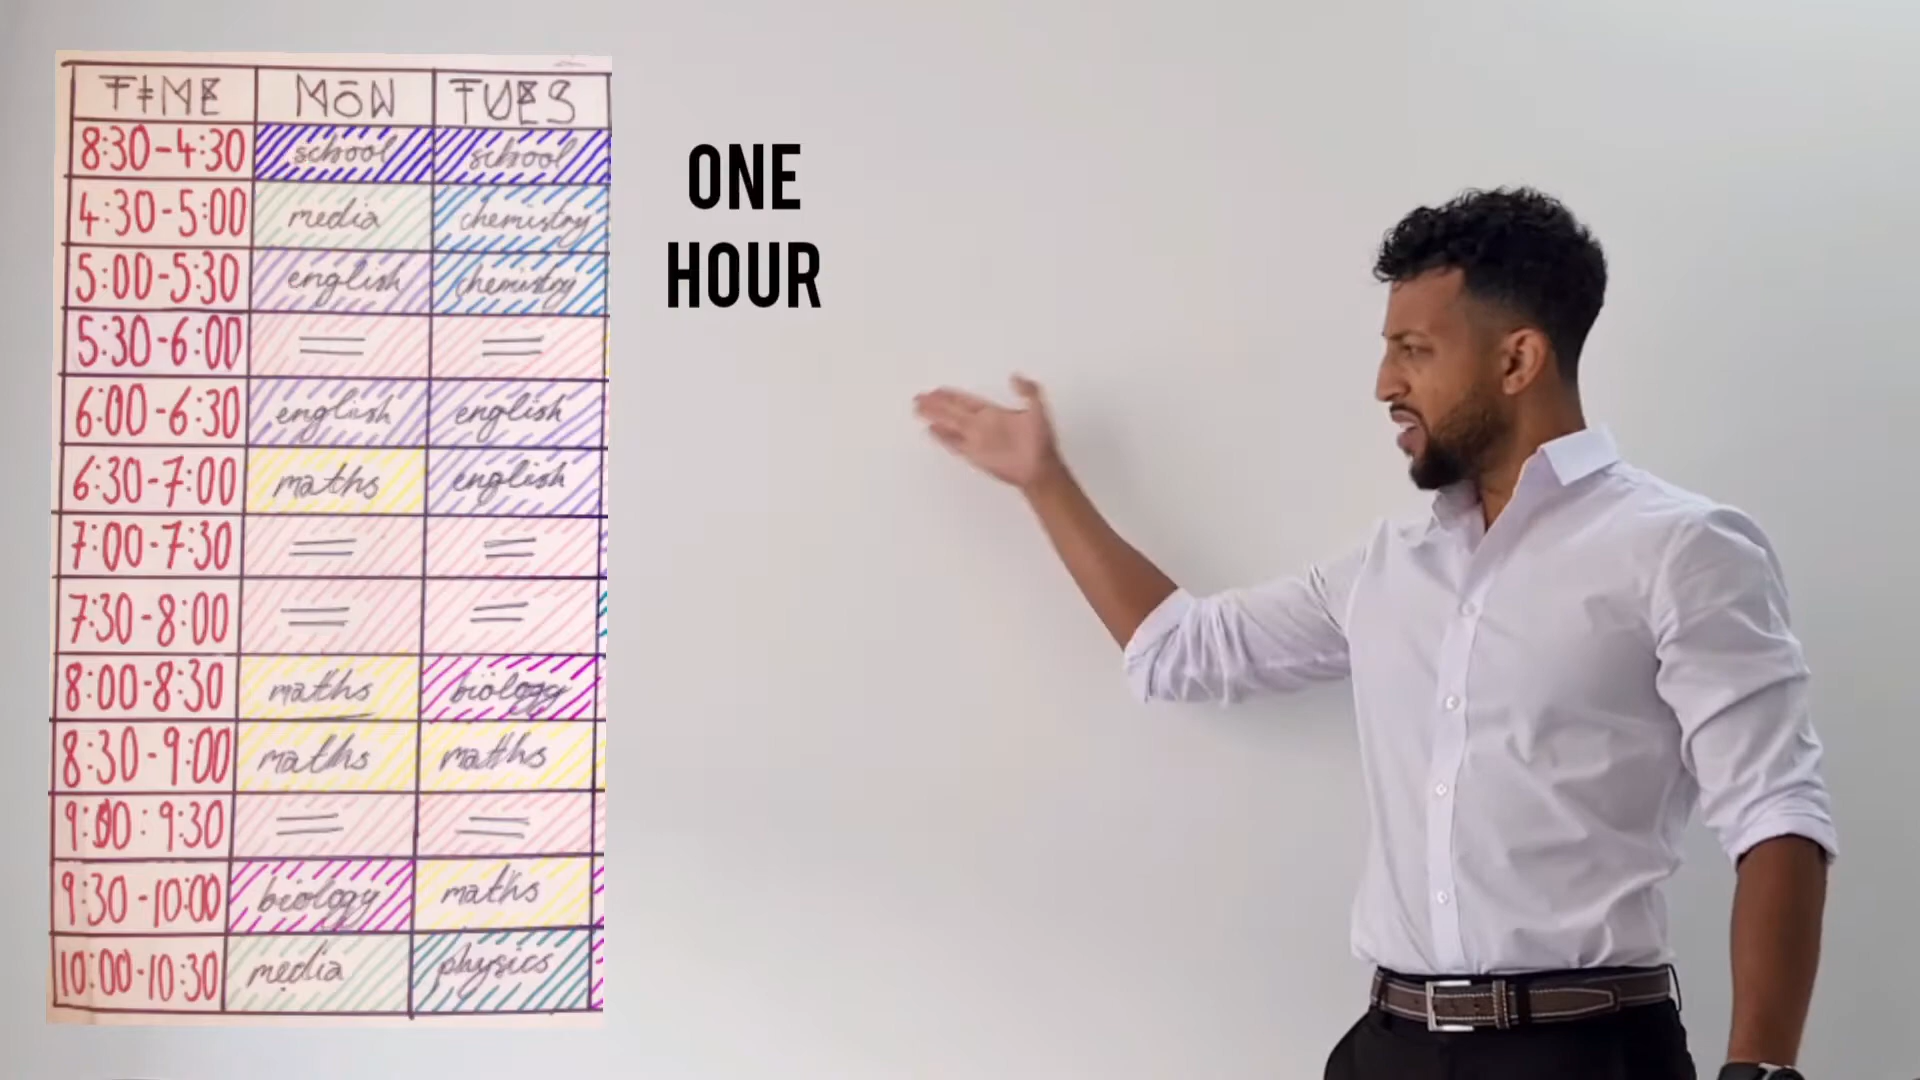 TIME MON TUES
8:30-4:30 school school
4:30-5:00 media chemistry
5:00-5:30 english chemistry
5:30-6:00
6:00-6:30 english english
6:30-7:00 maths english
7:00-7:30
7:30-8:00
8:00-8:30 maths biology
8:30-9:00 maths maths
9:00:9:30
9:30-10:00 biology maths
10:00-10:30 media physics
ONE
HOUR